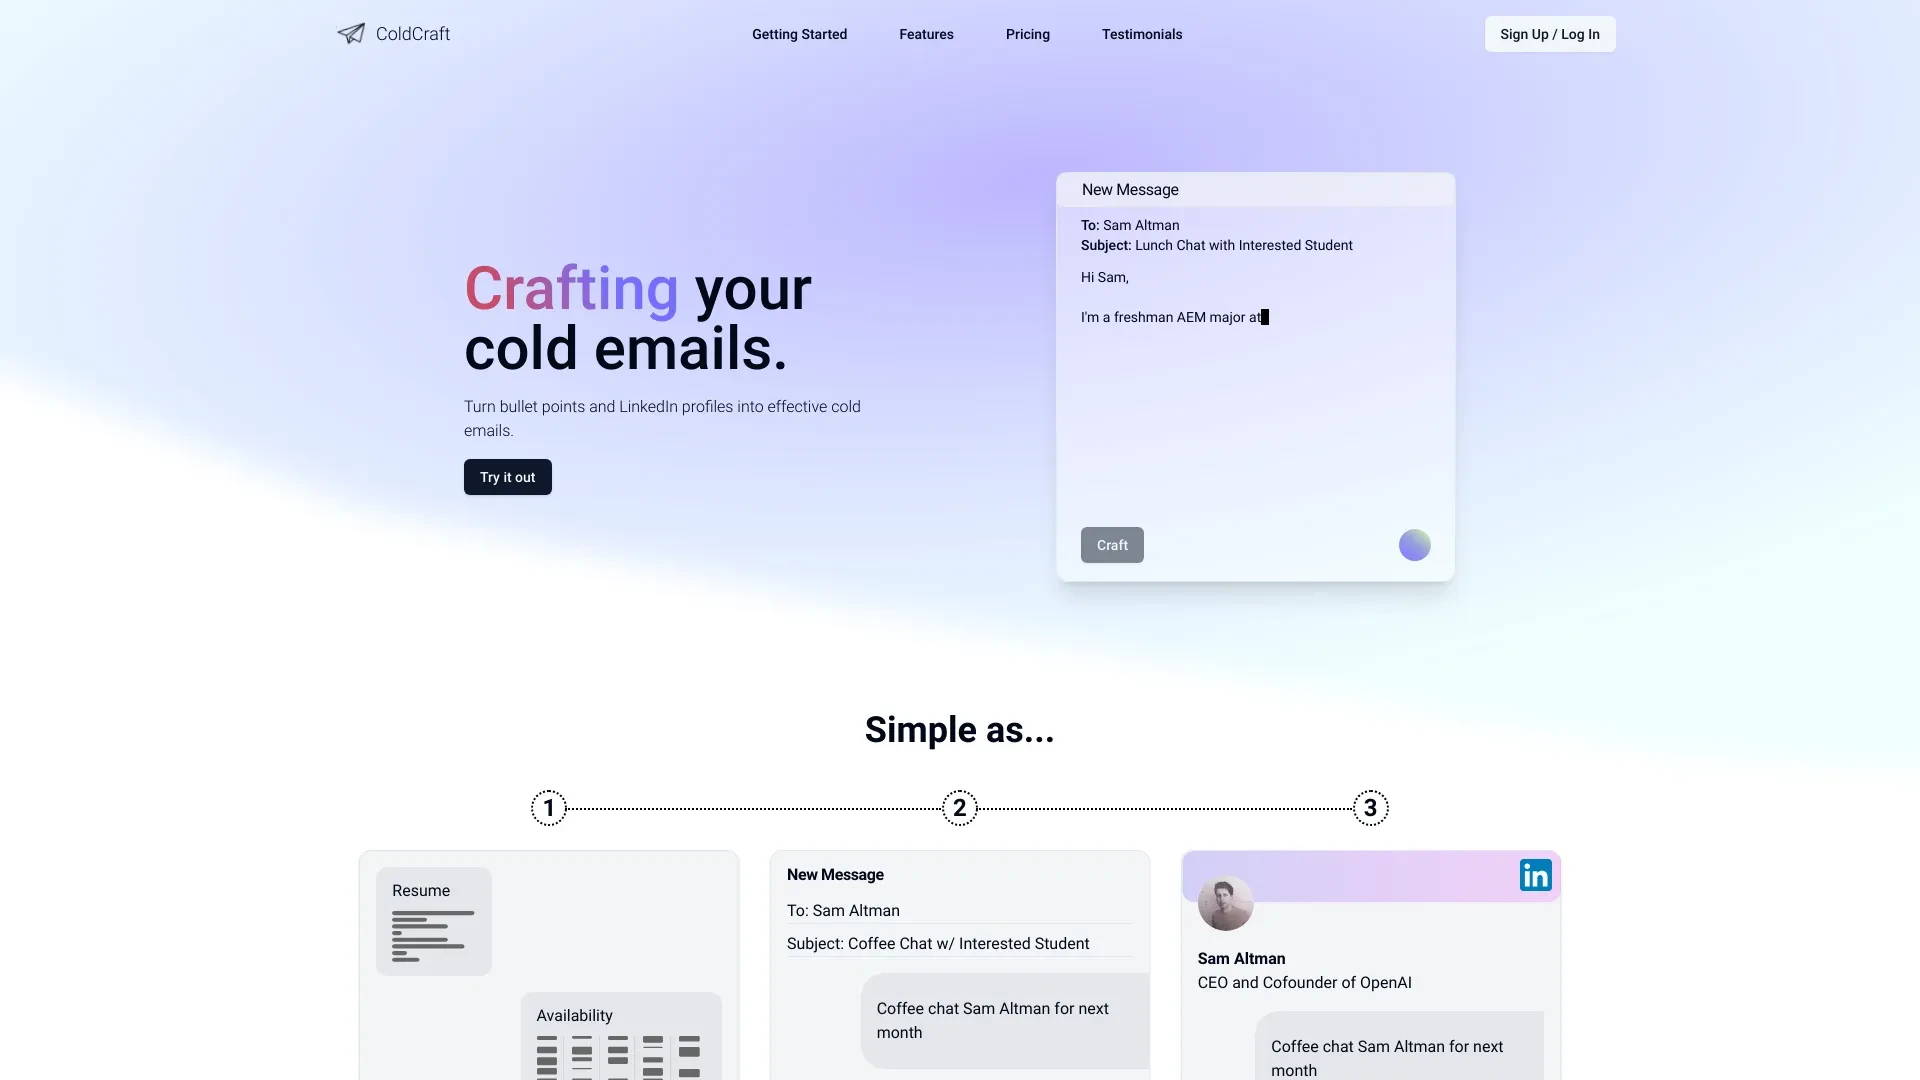 ColdCraft
Getting Started
Features
Pricing
Testimonials
Sign Up / Log In
Crafting your
cold emails.
Turn bullet points and LinkedIn profiles into effective cold
emails.
Try it out
New Message
To: Sam Altman
Subject: Lunch Chat with Interested Student
Hi Sam,
I'm a freshman AEM major at
Craft
Simple as...
1
2
3
Resume
Availability
New Message
To: Sam Altman
Subject: Coffee Chat w/ Interested Student
Coffee chat Sam Altman for next
month
in
Sam Altman
CEO and Cofounder of OpenAI
Coffee chat Sam Altman for next
month